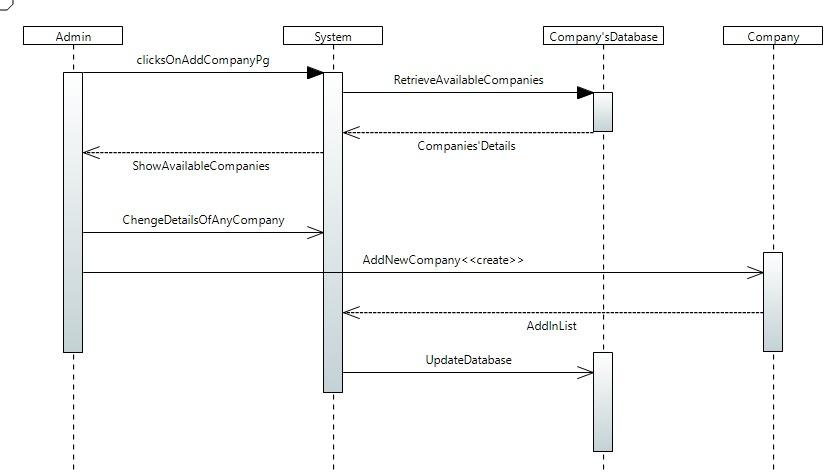 Admin
System
Company'sDatabase
Company
clicksOnAddCompanyPg
RetrieveAvailableCompanies
Companies'Details
ShowAvailableCompanies
ChengeDetailsOfAnyCompany
AddNewCompany<<create>>
AddInList
UpdateDatabase